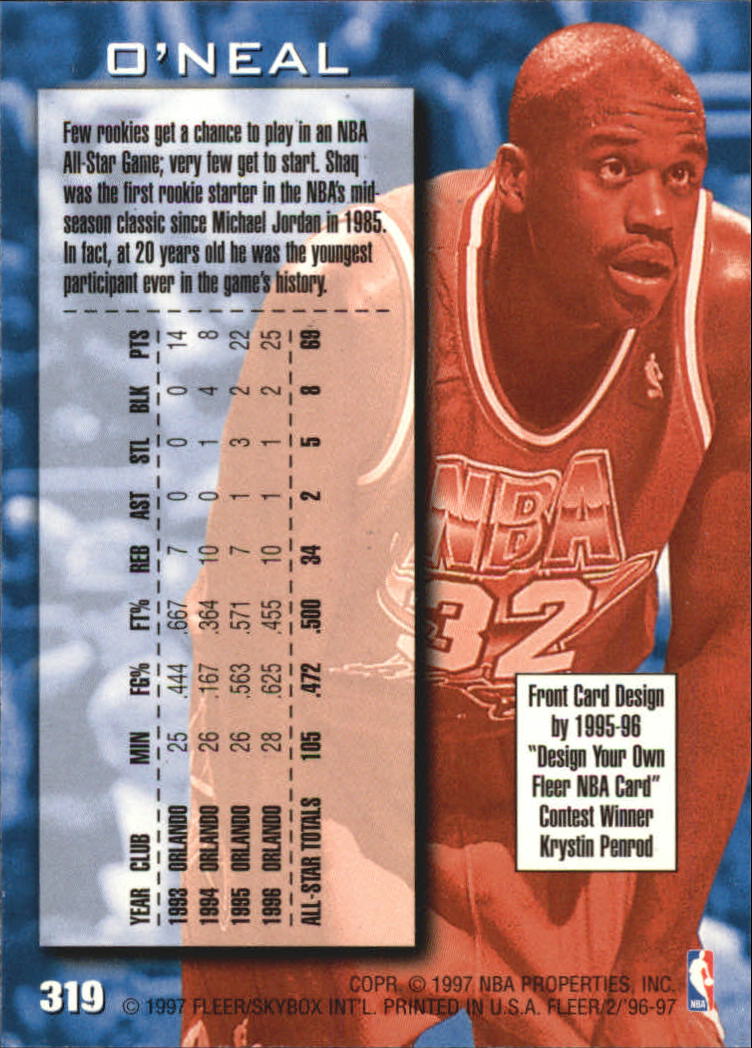 O'NEAL
Few rookies get a chance to play in an NBA
All-Star Game; very few get to start. Shaq
was the first rookie starter in the NBA's mid-
season classic since Michael Jordan in 1985.
In fact, at 20 years old he was the youngest
participant ever in the game's history.
YEAR CLUB MIN FG% FT% REB AST STL BLK PTS
1993 ORLANDO 25 .444 .667 7 0 0 0 14
1994 ORLANDO 26 .167 .364 10 0 1 4 8
1995 ORLANDO 26 .563 .571 7 1 3 2 22
1996 ORLANDO 28 .625 .455 10 1 1 2 25
ALL-STAR TOTALS 105 .472 .500 34 2 5 8 69
NBA
32
Front Card Design
by 1995-96
"Design Your Own
Fleer NBA Card"
Contest Winner
Krystin Penrod
319
COPR. © 1997 NBA PROPERTIES, INC.
© 1997 FLEER/SKYBOX INT'L. PRINTED IN U.S.A. FLEER/2/'96-97
NBA